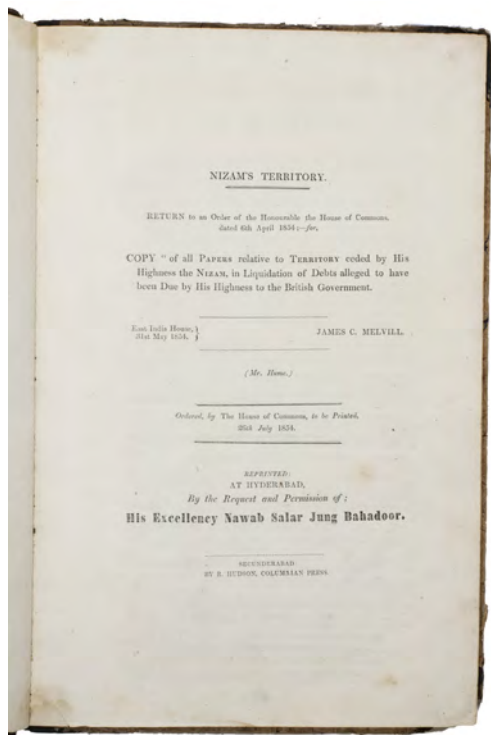 NIZAM'S TERRITORY.
RETURN to an Order of the Honourable the House of Commons,
dated 6th April 1854;—for,
COPY "of all PAPERS relative to TERRITORY ceded by His
Highness the NIZAM, in Liquidation of Debts alleged to have
been Due by His Highness to the British Government.
East India House, }
31st May 1854. }
JAMES C. MELVILL.
(Mr. Hume.)
Ordered, by The House of Commons, to be Printed,
26th July 1854.
REPRINTED:
AT HYDERABAD,
By the Request and Permission of:
His Excellency Nawab Salar Jung Bahadoor.
SECUNDERABAD
BY R. HUDSON, COLUMBIAN PRESS